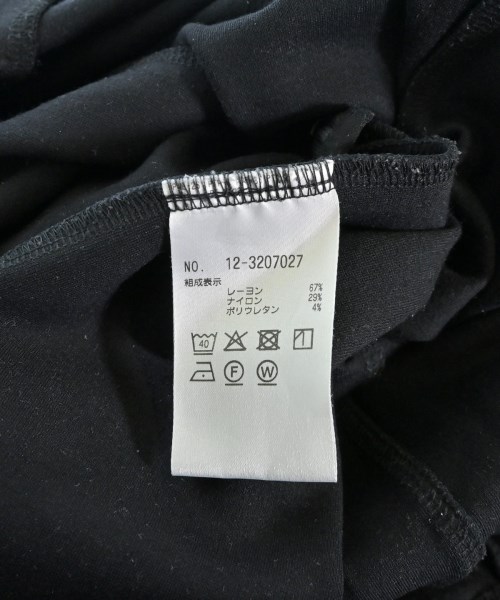 NO. 12-3207027
組成表示
レーヨン 67%
ナイロン 29%
ポリウレタン 4%
40
F W